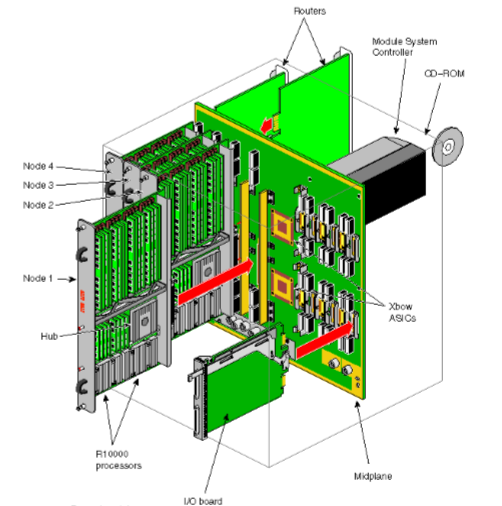 Routers
Module System
Controller
CD-ROM
Node 4
Node 3
Node 2
Node 1
Hub
Xbow
ASICs
R10000
processors
Midplane
I/O board